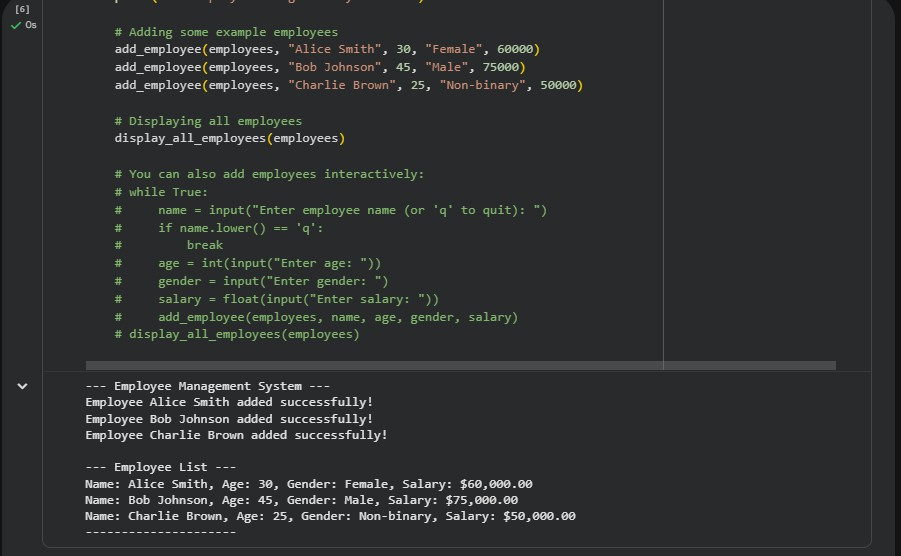 [6]
0s
# Adding some example employees
add_employee(employees, "Alice Smith", 30, "Female", 60000)
add_employee(employees, "Bob Johnson", 45, "Male", 75000)
add_employee(employees, "Charlie Brown", 25, "Non-binary", 50000)
# Displaying all employees
display_all_employees(employees)
# You can also add employees interactively:
# while True:
#     name = input("Enter employee name (or 'q' to quit): ")
#     if name.lower() == 'q':
#         break
#     age = int(input("Enter age: "))
#     gender = input("Enter gender: ")
#     salary = float(input("Enter salary: "))
#     add_employee(employees, name, age, gender, salary)
# display_all_employees(employees)
--- Employee Management System ---
Employee Alice Smith added successfully!
Employee Bob Johnson added successfully!
Employee Charlie Brown added successfully!
--- Employee List ---
Name: Alice Smith, Age: 30, Gender: Female, Salary: $60,000.00
Name: Bob Johnson, Age: 45, Gender: Male, Salary: $75,000.00
Name: Charlie Brown, Age: 25, Gender: Non-binary, Salary: $50,000.00
---------------------